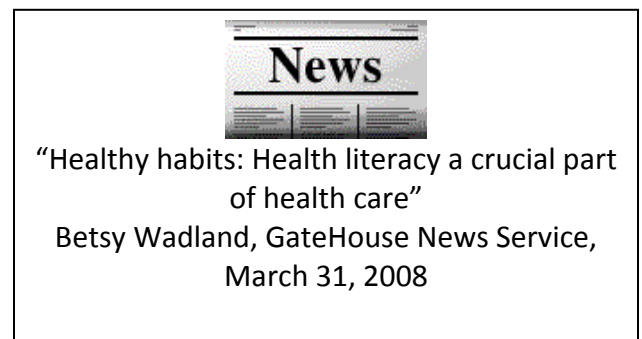 News
“Healthy habits: Health literacy a crucial part
of health care”
Betsy Wadland, GateHouse News Service,
March 31, 2008